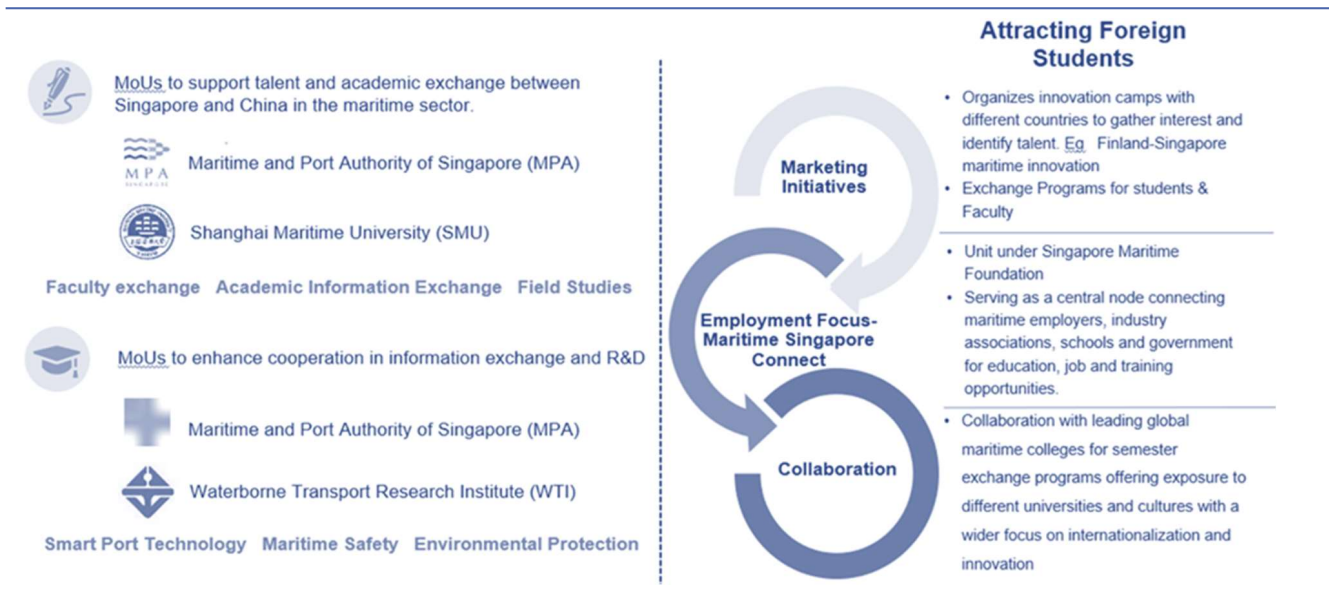 MoUs to support talent and academic exchange between
Singapore and China in the maritime sector.
MPA
SINGAPORE
Maritime and Port Authority of Singapore (MPA)
Shanghai Maritime University (SMU)
Faculty exchange Academic Information Exchange Field Studies
MoUs to enhance cooperation in information exchange and R&D
Maritime and Port Authority of Singapore (MPA)
Waterborne Transport Research Institute (WTI)
Smart Port Technology Maritime Safety Environmental Protection
Attracting Foreign
Students
Marketing
Initiatives
• Organizes innovation camps with
different countries to gather interest and
identify talent. Eg Finland-Singapore
maritime innovation
• Exchange Programs for students &
Faculty
Employment Focus-
Maritime Singapore
Connect
• Unit under Singapore Maritime
Foundation
• Serving as a central node connecting
maritime employers, industry
associations, schools and government
for education, job and training
opportunities.
Collaboration
• Collaboration with leading global
maritime colleges for semester
exchange programs offering exposure to
different universities and cultures with a
wider focus on internationalization and
innovation